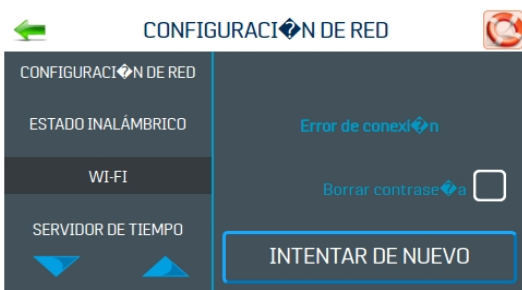 CONFIGURACI�N DE RED
CONFIGURACI�N DE RED
ESTADO INALÁMBRICO
WI-FI
SERVIDOR DE TIEMPO
Error de conexi�n
Borrar contrase�a
INTENTAR DE NUEVO